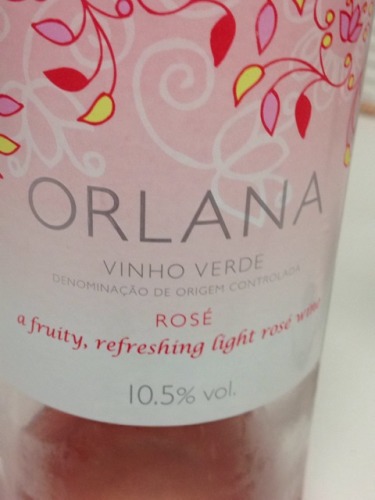 ORLANA
VINHO VERDE
DENOMINAÇÃO DE ORIGEM CONTROLADA
ROSÉ
a fruity, refreshing light rosé wine
10.5% vol.